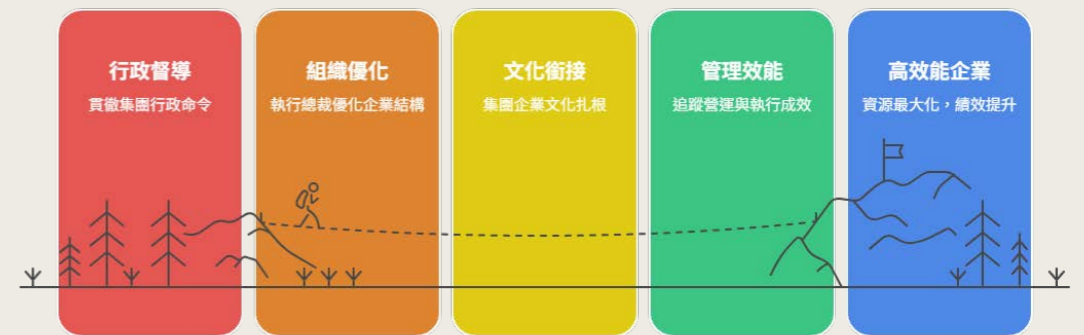 行政督導
貫徹集團行政命令
組織優化
執行總裁優化企業結構
文化銜接
集團企業文化扎根
管理效能
追蹤營運與執行成效
高效能企業
資源最大化，績效提升